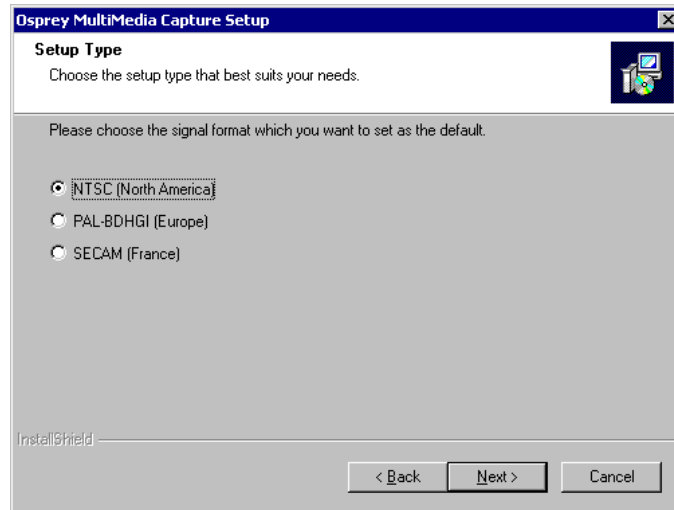 Osprey MultiMedia Capture Setup
Setup Type
Choose the setup type that best suits your needs.
Please choose the signal format which you want to set as the default.
NTSC (North America)
PAL-BDHGI (Europe)
SECAM (France)
InstallShield
< Back
Next >
Cancel